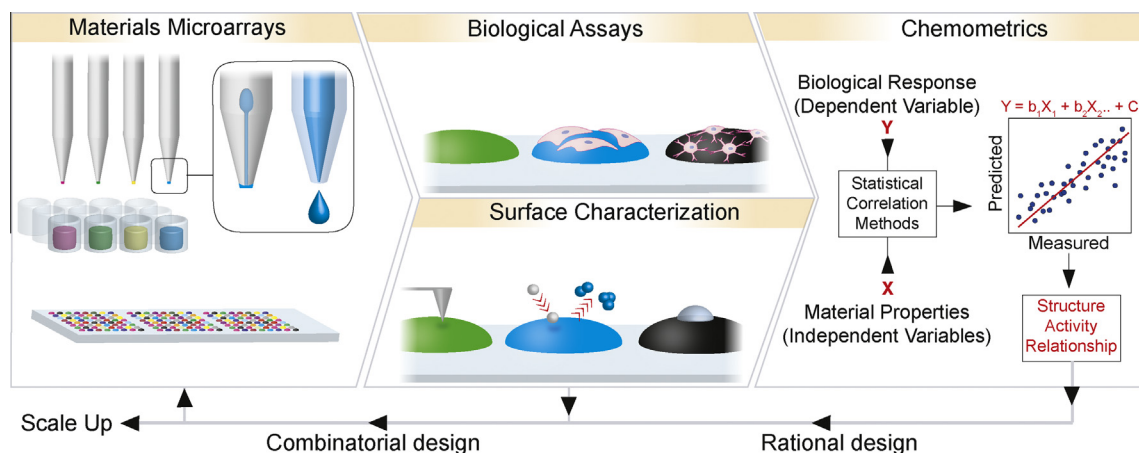 Materials Microarrays
Biological Assays
Surface Characterization
Chemometrics
Biological Response
(Dependent Variable)
Y
Statistical
Correlation
Methods
X
Material Properties
(Independent Variables)
Y = b₁X₁ + b₂X₂.. + C
Predicted
Measured
Structure
Activity
Relationship
Scale Up
Combinatorial design
Rational design